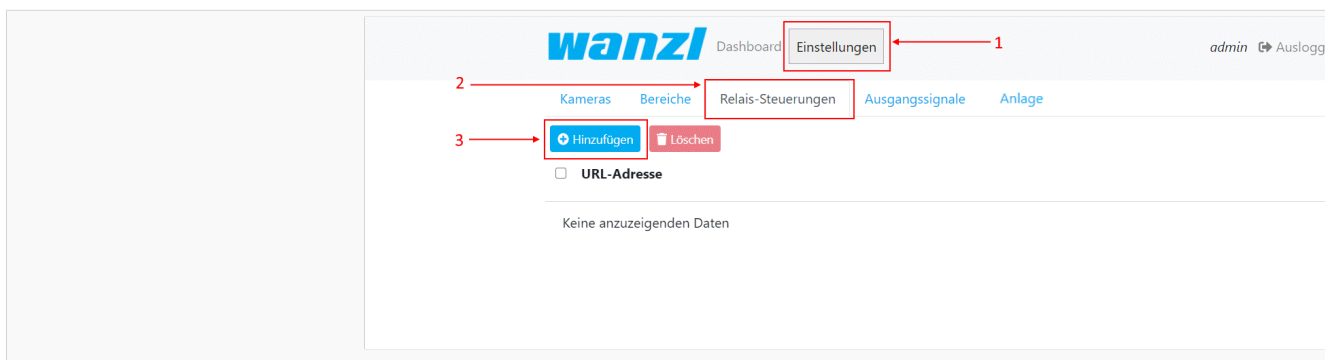 wanzl Dashboard Einstellungen 1 admin Auslogg
2
Kameras Bereiche Relais-Steuerungen Ausgangssignale Anlage
3 Hinzufügen Löschen
URL-Adresse
Keine anzuzeigenden Daten